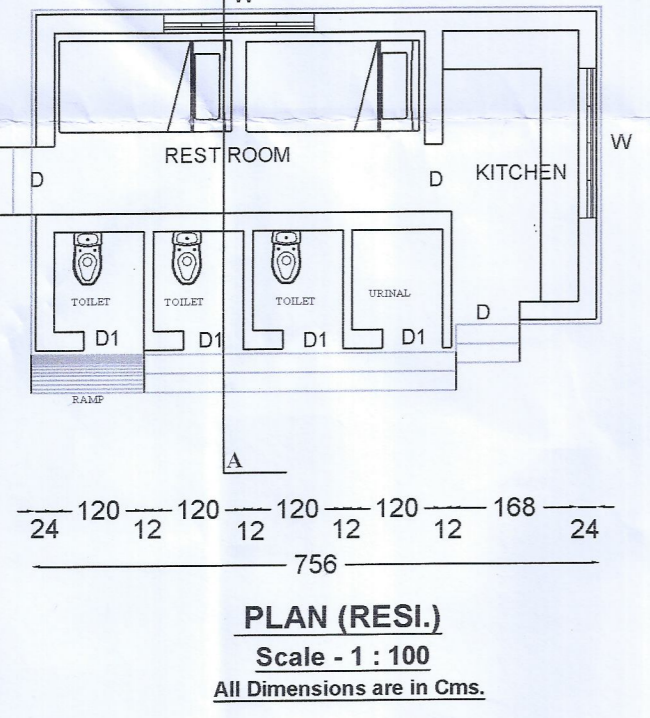 REST ROOM
W
KITCHEN
D
D
TOILET
TOILET
TOILET
URINAL
D
D1
D1
D1
D1
RAMP
A
120 120 120 120 168
24 12 12 12 12 24
756
PLAN (RESI.)
Scale - 1 : 100
All Dimensions are in Cms.